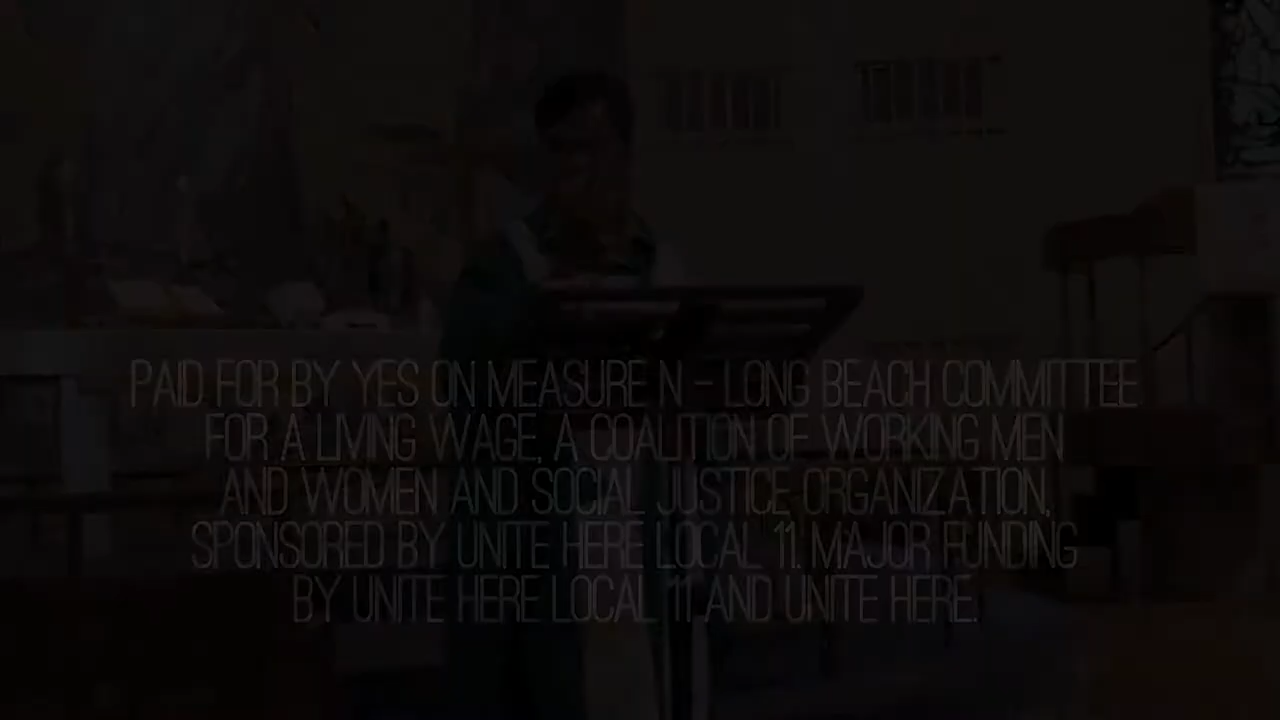 PAID FOR BY YES ON MEASURE N - LONG BEACH COMMITTEE
FOR A LIVING WAGE, A COALITION OF WORKING MEN
AND WOMEN AND SOCIAL JUSTICE ORGANIZATION,
SPONSORED BY UNITE HERE LOCAL 11. MAJOR FUNDING
BY UNITE HERE LOCAL 11 AND UNITE HERE.